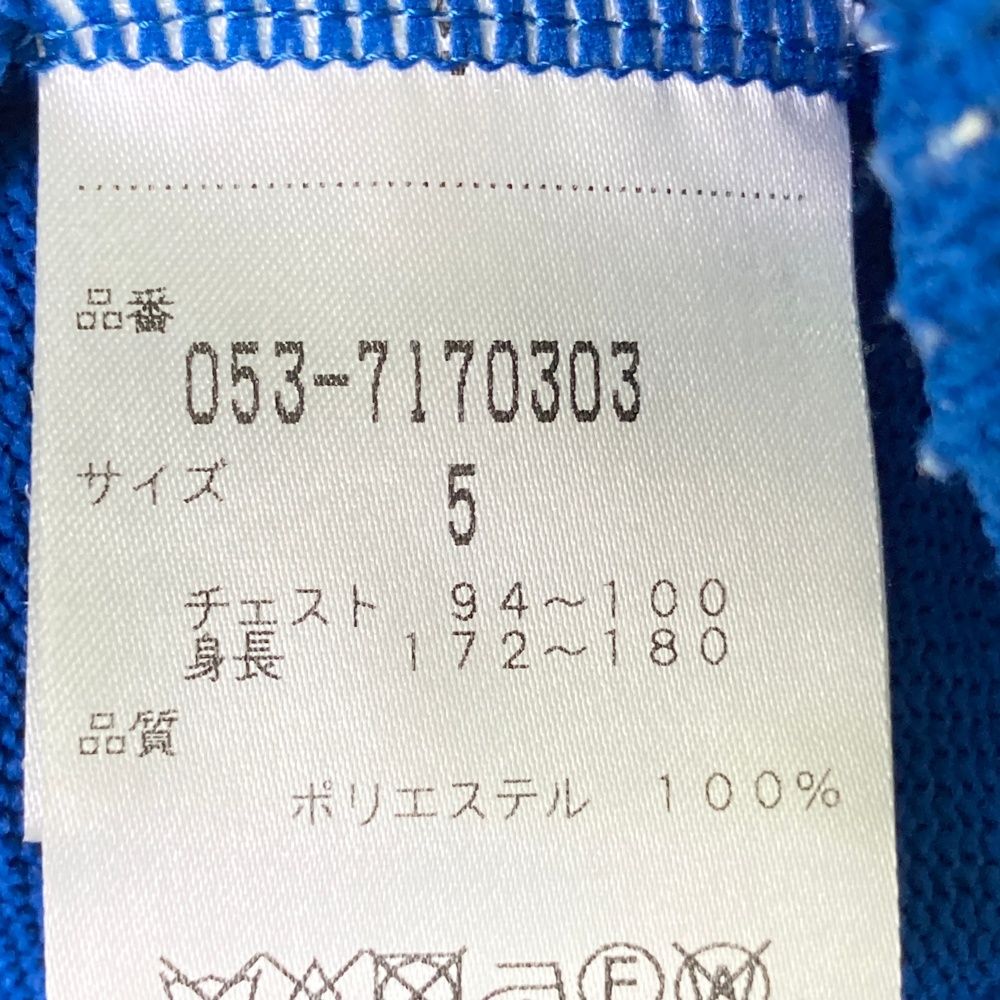 品番
053-7170303
サイズ 5
チェスト 94～100
身長 172～180
品質
ポリエステル 100%
F W